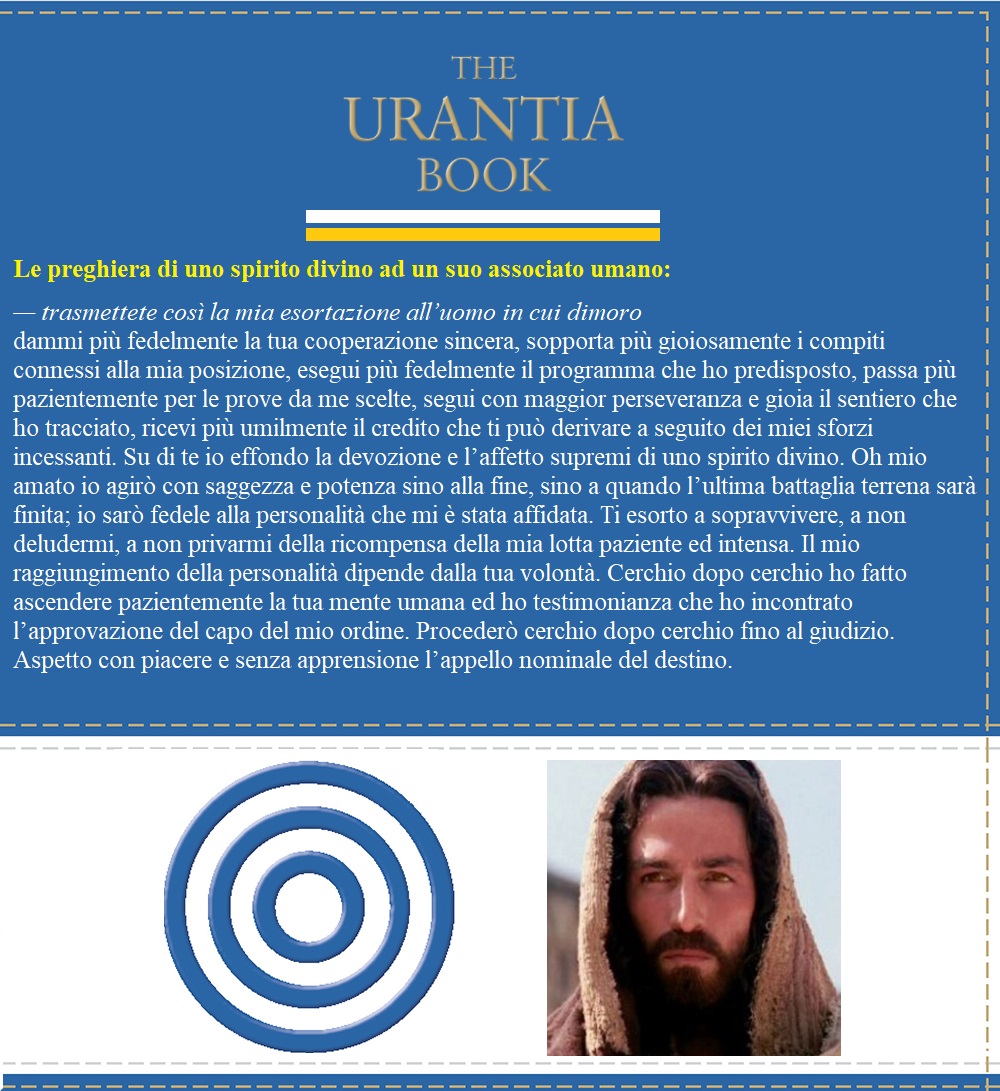 THE
URANTIA
BOOK
Le preghiera di uno spirito divino ad un suo associato umano:
— trasmettete così la mia esortazione all’uomo in cui dimoro
dammi più fedelmente la tua cooperazione sincera, sopporta più gioiosamente i compiti
connessi alla mia posizione, esegui più fedelmente il programma che ho predisposto, passa più
pazientemente per le prove da me scelte, segui con maggior perseveranza e gioia il sentiero che
ho tracciato, ricevi più umilmente il credito che ti può derivare a seguito dei miei sforzi
incessanti. Su di te io effondo la devozione e l’affetto supremi di uno spirito divino. Oh mio
amato io agirò con saggezza e potenza sino alla fine, sino a quando l’ultima battaglia terrena sarà
finita; io sarò fedele alla personalità che mi è stata affidata. Ti esorto a sopravvivere, a non
deludermi, a non privarmi della ricompensa della mia lotta paziente ed intensa. Il mio
raggiungimento della personalità dipende dalla tua volontà. Cerchio dopo cerchio ho fatto
ascendere pazientemente la tua mente umana ed ho testimonianza che ho incontrato
l’approvazione del capo del mio ordine. Procederò cerchio dopo cerchio fino al giudizio.
Aspetto con piacere e senza apprensione l’appello nominale del destino.